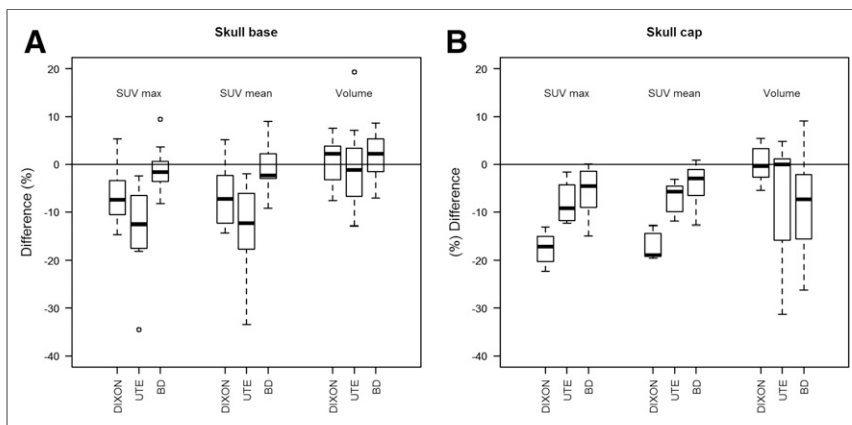 A
Skull base
20
10
0
-10
-20
-30
-40
Difference (%)
SUV max
SUV mean
Volume
DIXON
UTE
BD
DIXON
UTE
BD
DIXON
UTE
BD
B
Skull cap
20
10
0
-10
-20
-30
-40
(%) Difference
SUV max
SUV mean
Volume
DIXON
UTE
BD
DIXON
UTE
BD
DIXON
UTE
BD